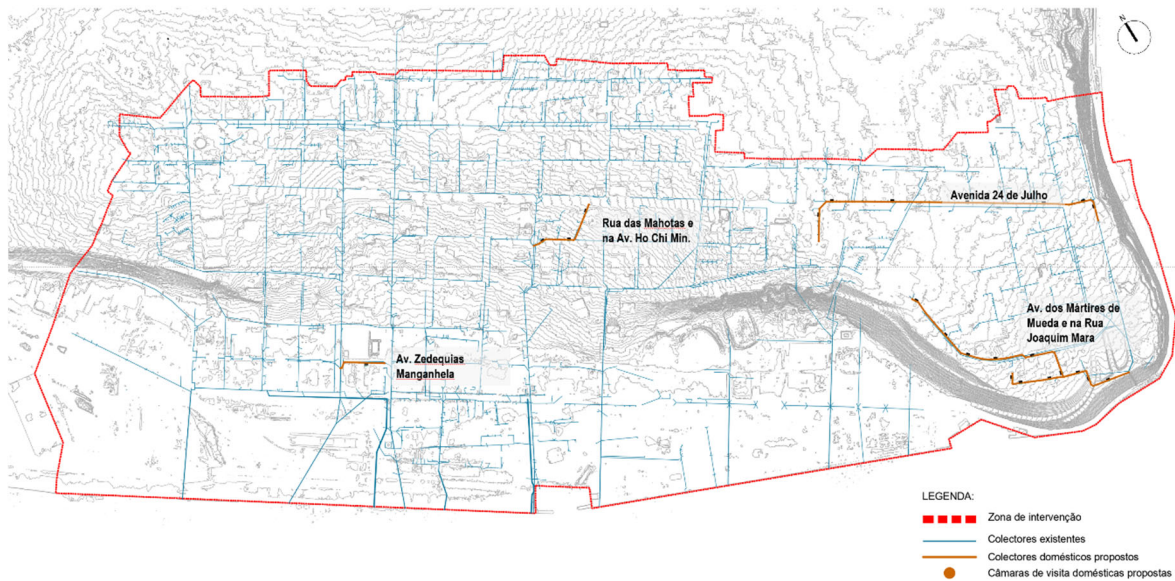 N
Avenida 24 de Julho
Rua das Mahotas e
na Av. Ho Chi Min.
Av. dos Mártires de
Mueda e na Rua
Joaquim Mara
Av. Zedequias
Manganhela
LEGENDA:
Zona de intervenção
Colectores existentes
Colectores domésticos propostos
Câmaras de visita domésticas propostas